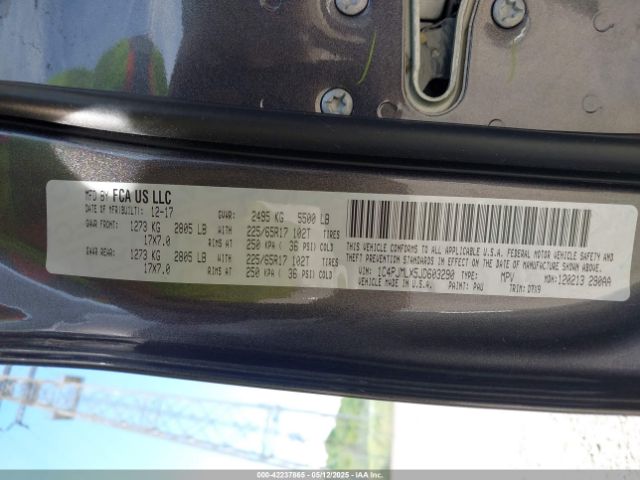 MFD BY FCA US LLC
DATE OF MFR(BUILT): 12-17 GVWR: 2495 KG 5500 LB
GAWR FRONT: 1273 KG 2805 LB WITH 225/65R17 102T TIRES
17X7.0 RIMS AT 250 KPA ( 36 PSI) COLD
GAWR REAR: 1273 KG 2805 LB WITH 225/65R17 102T TIRES
17X7.0 RIMS AT 250 KPA ( 36 PSI) COLD
THIS VEHICLE CONFORMS TO ALL APPLICABLE U.S.A. FEDERAL MOTOR VEHICLE SAFETY, BUMPER, AND
THEFT PREVENTION STANDARDS IN EFFECT ON THE DATE OF MANUFACTURE SHOWN ABOVE.
VIN: 1C4PJMLX5JD603290 TYPE: MPV MDH: 120213 280AA
VEHICLE MADE IN U.S.A. PAINT: PAU TRIM: D7X9
000-42237865 - 05/12/2025 - IAAI Inc.